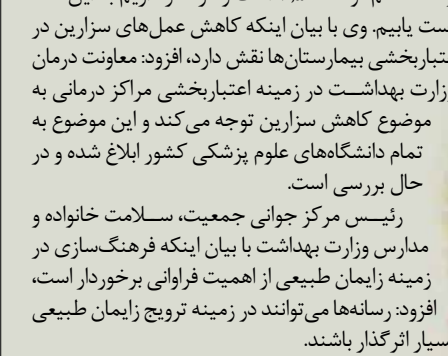 ست یابیم. وی با بیان اینکه کاهش عمل‌های سزارین در
تباربخشی بیمارستان‌ها نقش دارد، افزود: معاونت درمان
زارت بهداشت در زمینه اعتباربخشی مراکز درمانی به
موضوع کاهش سزارین توجه می‌کند و این موضوع به
تمام دانشگاه‌های علوم پزشکی کشور ابلاغ شده و در
حال بررسی است.
رئیس مرکز جوانی جمعیت، سلامت خانواده و
مدارس وزارت بهداشت با بیان اینکه فرهنگ‌سازی در
زمینه زایمان طبیعی از اهمیت فراوانی برخوردار است،
افزود: رسانه‌ها می‌توانند در زمینه ترویج زایمان طبیعی
سیار اثرگذار باشند.